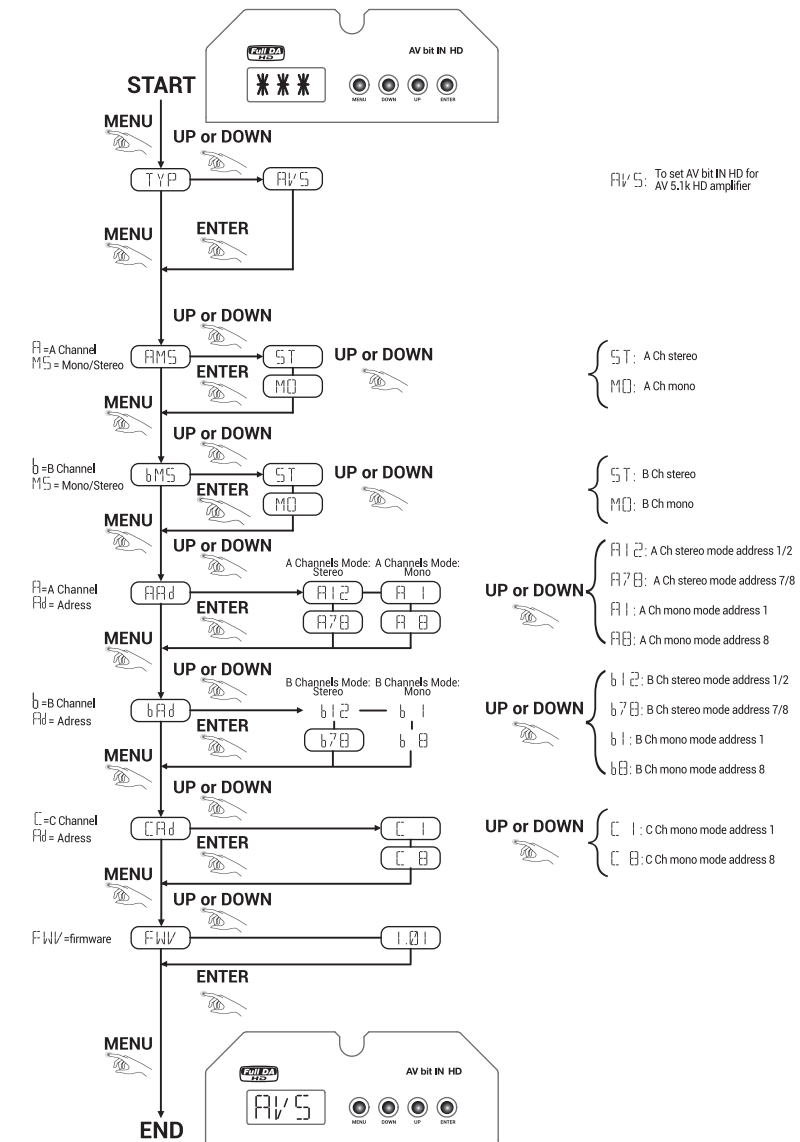 Full DA
HD
AV bit IN HD
***
MENU DOWN UP ENTER
START
MENU
UP or DOWN
TYP
AV5
AV5: To set AV bit IN HD for
AV 5.1k HD amplifier
MENU
ENTER
UP or DOWN
A=A Channel
MS= Mono/Stereo
AMS
ST
MO
UP or DOWN
ENTER
ST: A Ch stereo
MO: A Ch mono
MENU
UP or DOWN
b=B Channel
MS= Mono/Stereo
bMS
ST
MO
UP or DOWN
ENTER
ST: B Ch stereo
MO: B Ch mono
MENU
UP or DOWN
A Channels Mode:
Stereo
A Channels Mode:
Mono
A=A Channel
Ad= Adress
AAd
A12
A 1
A78
A 8
ENTER
UP or DOWN
A12: A Ch stereo mode address 1/2
A78: A Ch stereo mode address 7/8
A1: A Ch mono mode address 1
A8: A Ch mono mode address 8
MENU
UP or DOWN
B Channels Mode:
Stereo
B Channels Mode:
Mono
b=B Channel
Ad= Adress
bAd
b12
b 1
b78
b 8
ENTER
UP or DOWN
b12: B Ch stereo mode address 1/2
b78: B Ch stereo mode address 7/8
b1: B Ch mono mode address 1
b8: B Ch mono mode address 8
MENU
UP or DOWN
C=C Channel
Ad= Adress
CAd
C 1
C 8
ENTER
UP or DOWN
C 1: C Ch mono mode address 1
C 8: C Ch mono mode address 8
MENU
UP or DOWN
FWV=firmware
FWV
1.01
ENTER
MENU
Full DA
HD
AV bit IN HD
AV5
MENU DOWN UP ENTER
END